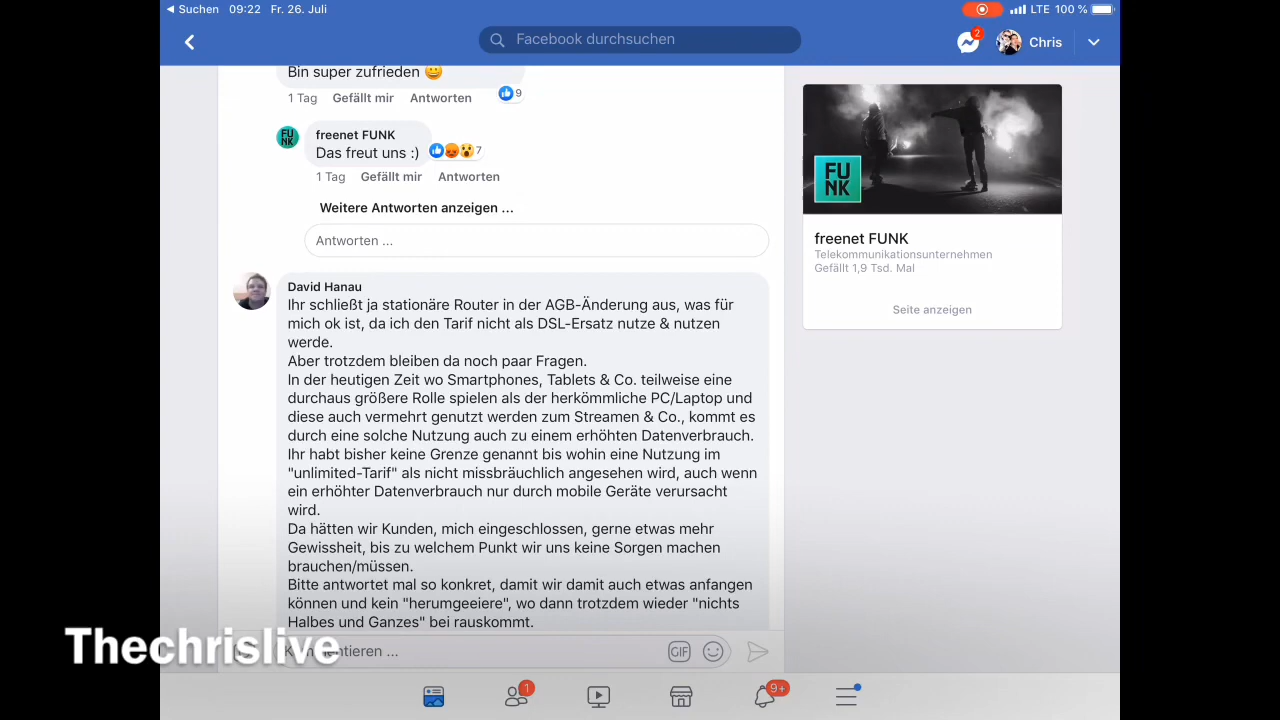 Suchen 09:22 Fr. 26. Juli LTE 100 %
Facebook durchsuchen
2
Chris
Bin super zufrieden 😀
1 Tag Gefällt mir Antworten 9
FUNK
freenet FUNK
Das freut uns :) 7
1 Tag Gefällt mir Antworten
Weitere Antworten anzeigen ...
Antworten ...
David Hanau
Ihr schließt ja stationäre Router in der AGB-Änderung aus, was für
mich ok ist, da ich den Tarif nicht als DSL-Ersatz nutze & nutzen
werde.
Aber trotzdem bleiben da noch paar Fragen.
In der heutigen Zeit wo Smartphones, Tablets & Co. teilweise eine
durchaus größere Rolle spielen als der herkömmliche PC/Laptop und
diese auch vermehrt genutzt werden zum Streamen & Co., kommt es
durch eine solche Nutzung auch zu einem erhöhten Datenverbrauch.
Ihr habt bisher keine Grenze genannt bis wohin eine Nutzung im
"unlimited-Tarif" als nicht missbräuchlich angesehen wird, auch wenn
ein erhöhter Datenverbrauch nur durch mobile Geräte verursacht
wird.
Da hätten wir Kunden, mich eingeschlossen, gerne etwas mehr
Gewissheit, bis zu welchem Punkt wir uns keine Sorgen machen
brauchen/müssen.
Bitte antwortet mal so konkret, damit wir damit auch etwas anfangen
können und kein "herumgeeiere", wo dann trotzdem wieder "nichts
Halbes und Ganzes" bei rauskommt.
FU
NK
freenet FUNK
Telekommunikationsunternehmen
Gefällt 1,9 Tsd. Mal
Seite anzeigen
Thechrislive
Kommentieren ...
GIF
1
9+